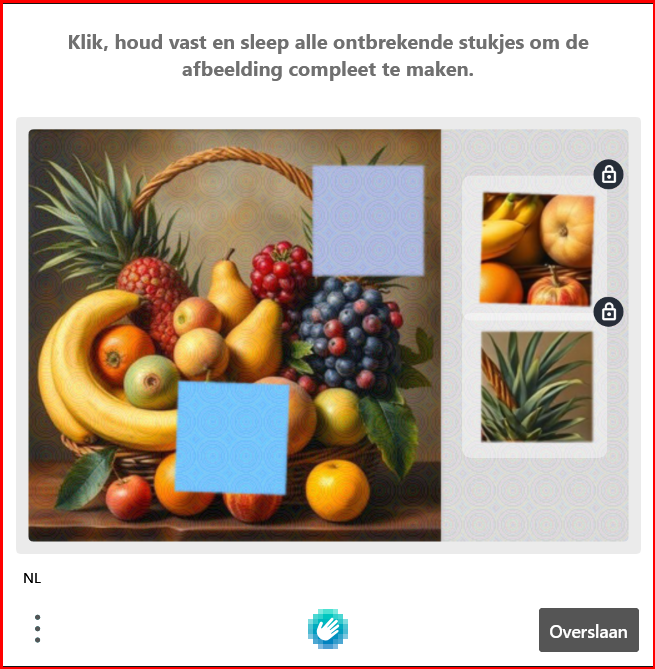 Klik, houd vast en sleep alle ontbrekende stukjes om de
afbeelding compleet te maken.
NL
Overslaan